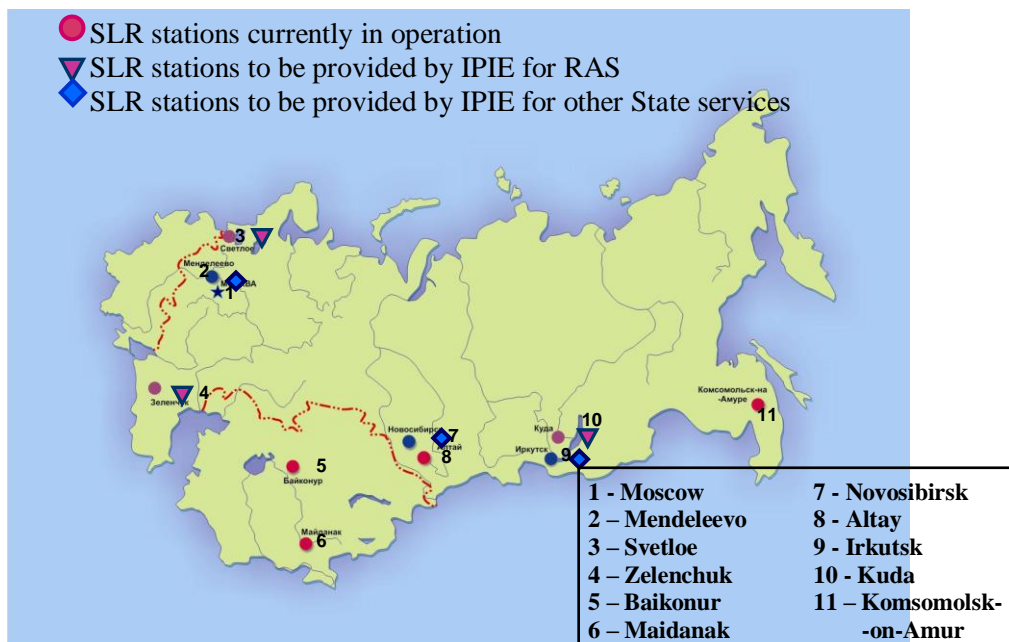 SLR stations currently in operation
SLR stations to be provided by IPIE for RAS
SLR stations to be provided by IPIE for other State services
3
Светлое
Менделеево
2
1
4
Зеленчук
Новосибирск
7
Алтай
8
5
Байконур
Майданак
6
10
Куда
Иркутск
9
Комсомольск-на
-Амуре
11
1 - Moscow
2 – Mendeleevo
3 – Svetloe
4 – Zelenchuk
5 – Baikonur
6 – Maidanak
7 - Novosibirsk
8 - Altay
9 - Irkutsk
10 - Kuda
11 – Komsomolsk-
-on-Amur